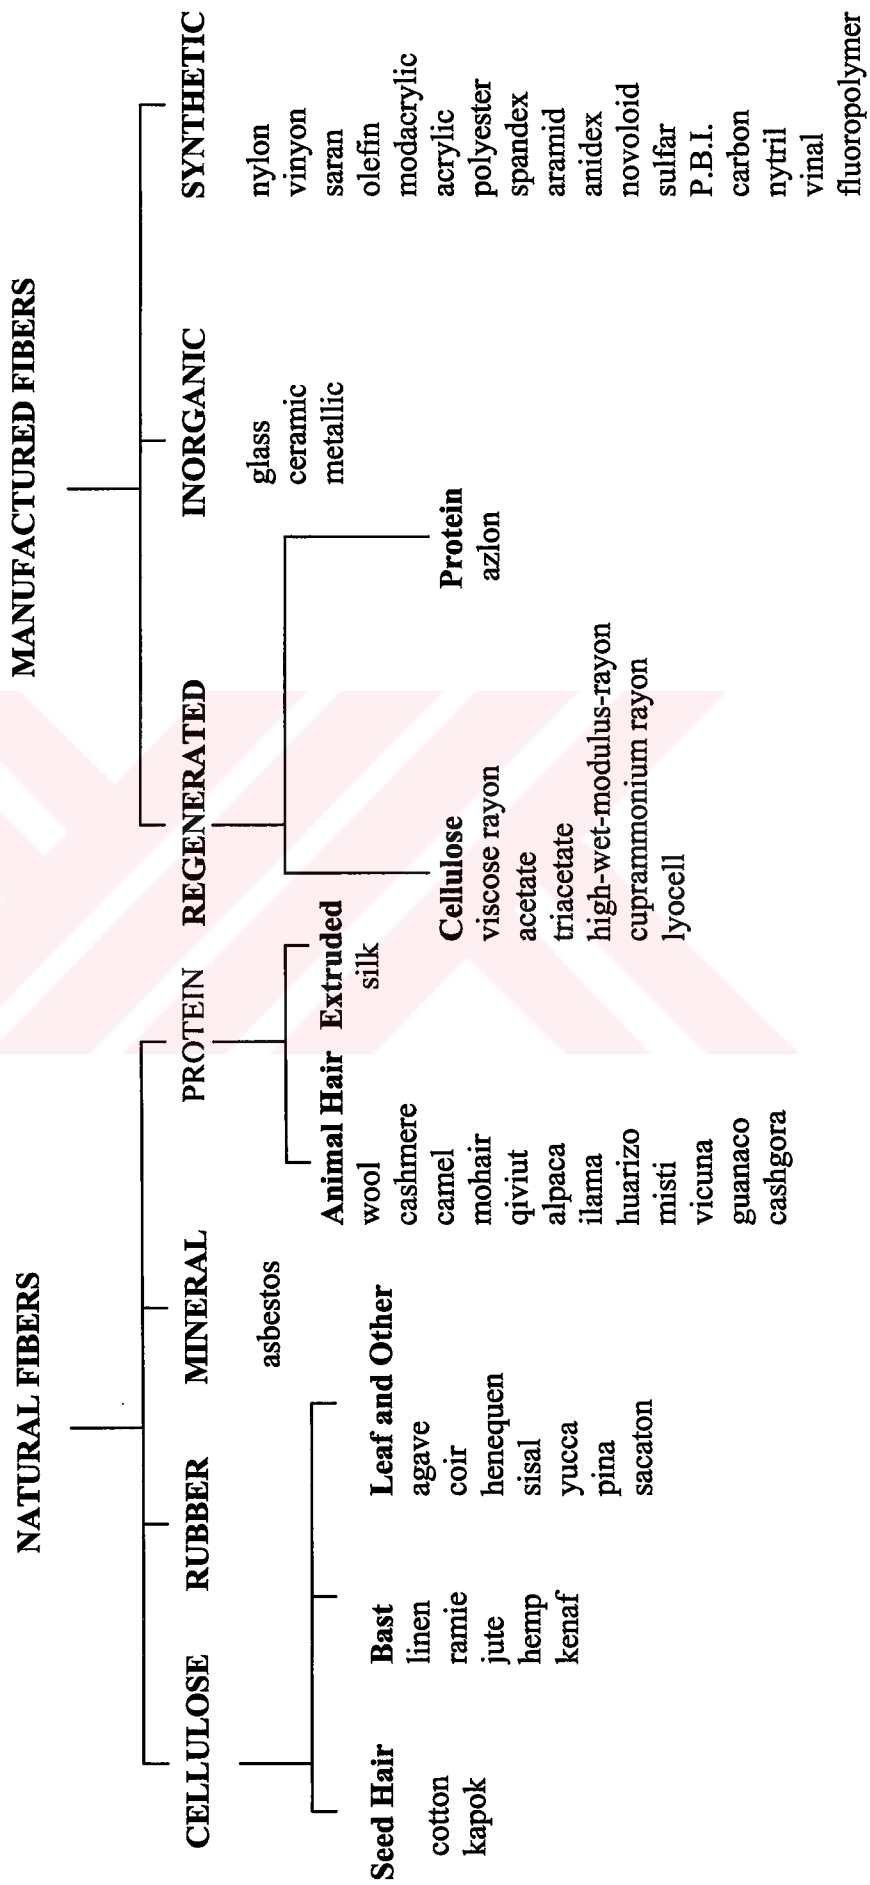 NATURAL FIBERS
CELLULOSE
RUBBER
MINERAL
PROTEIN
Seed Hair
cotton
kapok
Bast
linen
ramie
jute
hemp
kenaf
Leaf and Other
agave
coir
henequen
sisal
yucca
pina
sacaton
asbestos
Animal Hair
wool
cashmere
camel
mohair
qiviut
alpaca
ilama
huarizo
misti
vicuna
guanaco
cashgora
Extruded
silk
MANUFACTURED FIBERS
REGENERATED
INORGANIC
SYNTHETIC
Cellulose
viscose rayon
acetate
triacetate
high-wet-modulus-rayon
cuprammonium rayon
lyocell
Protein
azlon
glass
ceramic
metallic
nylon
vinyon
saran
olefin
modacrylic
acrylic
polyester
spandex
aramid
anidex
novoloid
sulfar
P.B.I.
carbon
nytril
vinal
fluoropolymer